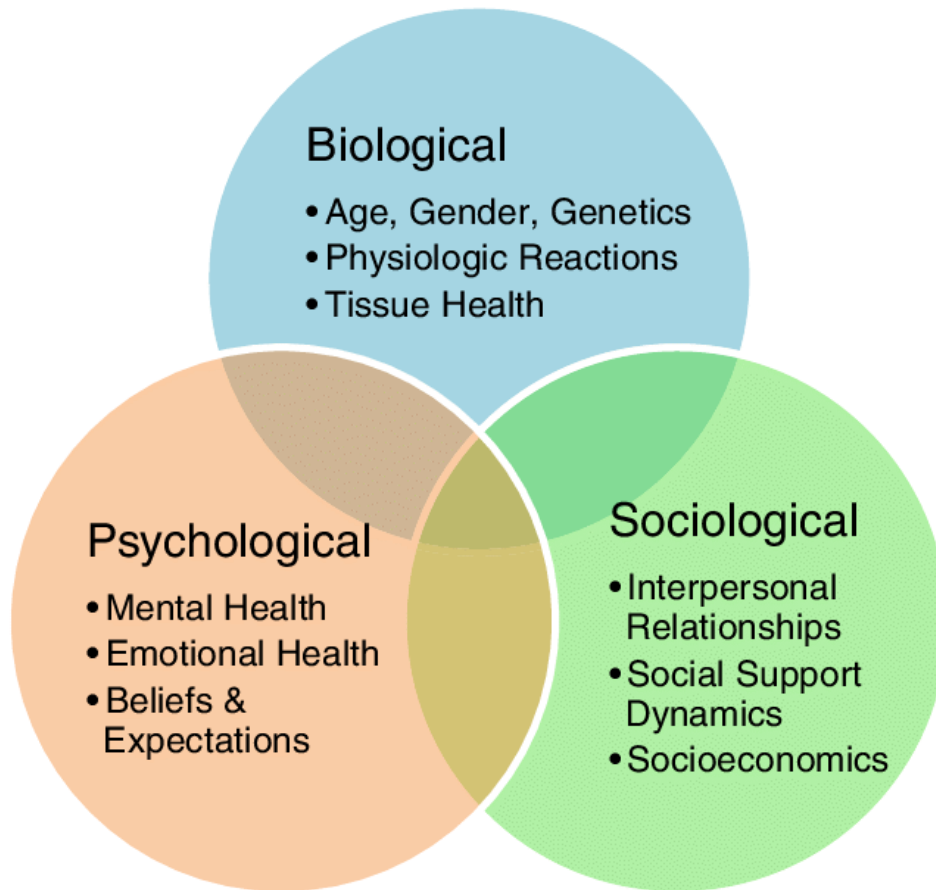 Biological
• Age, Gender, Genetics
• Physiologic Reactions
• Tissue Health
Psychological
• Mental Health
• Emotional Health
• Beliefs &
Expectations
Sociological
• Interpersonal
Relationships
• Social Support
Dynamics
• Socioeconomics